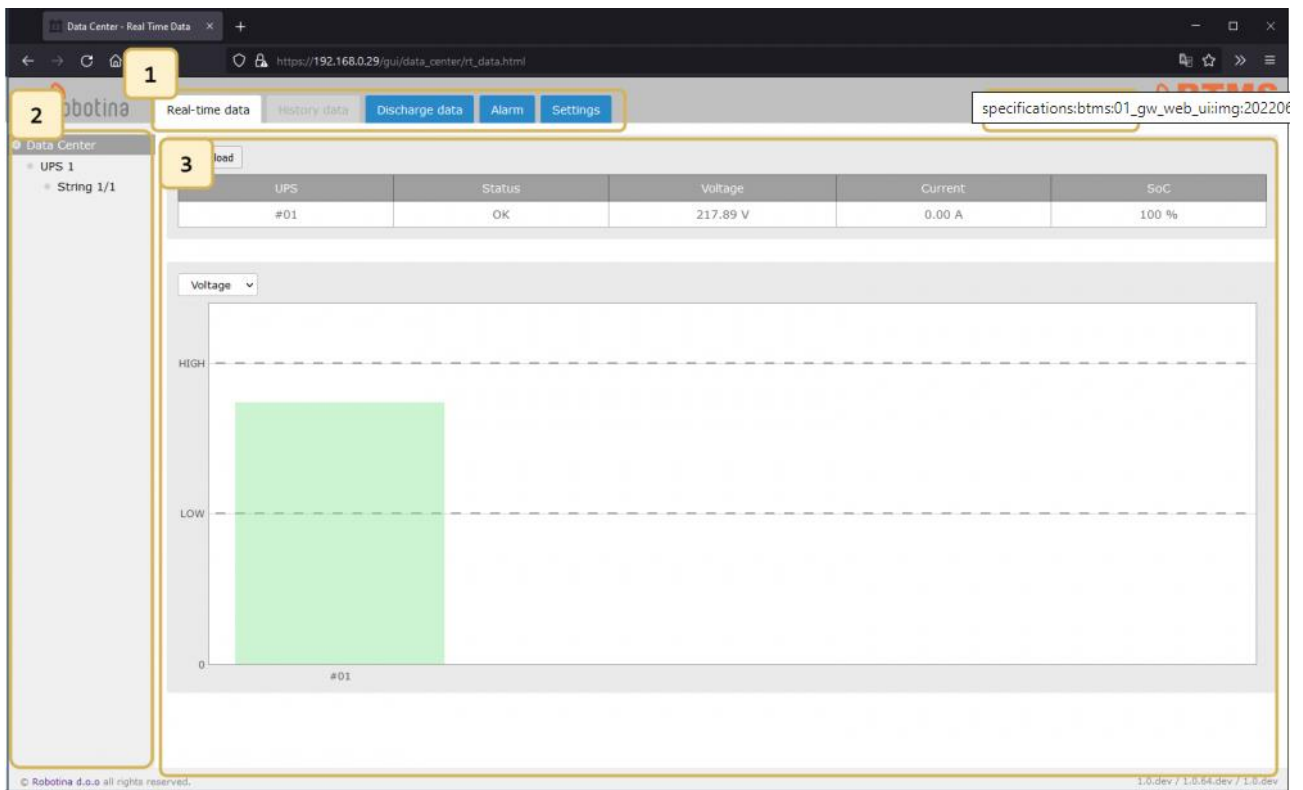 Data Center - Real Time Data
https://192.168.0.29/gui/data_center/rt_data.html
1
2
Robotina
Real-time data
History data
Discharge data
Alarm
Settings
BTMS
specifications:btms:01_gw_web_ui:img:202206
Data Center
UPS 1
String 1/1
3
UPS Status Voltage Current SoC
#01 OK 217.89 V 0.00 A 100 %
Voltage
HIGH
LOW
0
#01
© Robotina d.o.o all rights reserved.
1.0.dev / 1.0.64.dev / 1.0.dev